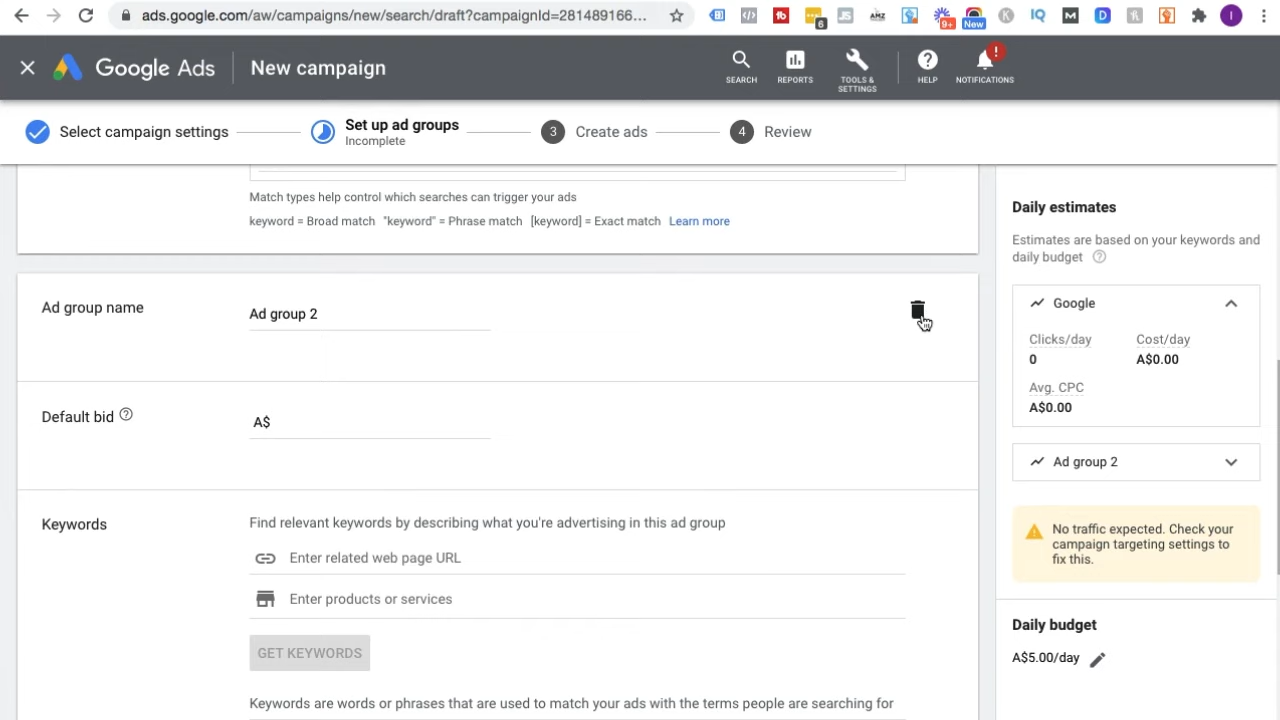 ads.google.com/aw/campaigns/new/search/draft?campaignId=281489166...
6
JS
AMZ
9+
New
K
IQ
M
D
I
Google Ads
New campaign
SEARCH
REPORTS
TOOLS &
SETTINGS
HELP
!
NOTIFICATIONS
Select campaign settings
Set up ad groups
Incomplete
3
Create ads
4
Review
Match types help control which searches can trigger your ads
keyword = Broad match "keyword" = Phrase match [keyword] = Exact match Learn more
Ad group name
Ad group 2
Default bid
A$
Keywords
Find relevant keywords by describing what you're advertising in this ad group
Enter related web page URL
Enter products or services
GET KEYWORDS
Keywords are words or phrases that are used to match your ads with the terms people are searching for
Daily estimates
Estimates are based on your keywords and
daily budget
Google
Clicks/day
Cost/day
0
A$0.00
Avg. CPC
A$0.00
Ad group 2
No traffic expected. Check your
campaign targeting settings to
fix this.
Daily budget
A$5.00/day